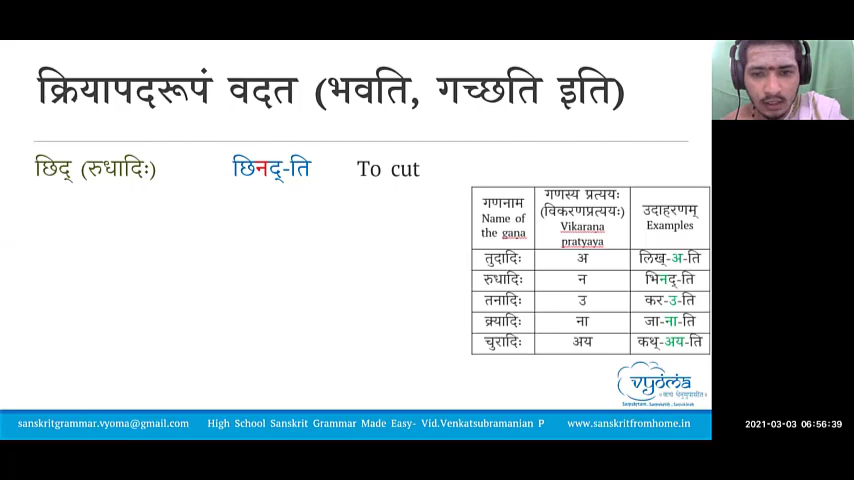 क्रियापदरूपं वदत (भवति, गच्छति इति)
छिद् (रुधादिः) छिनद्-ति To cut
गणनाम Name of the gana गणस्य प्रत्ययः (विकरणप्रत्ययः) Vikarana pratyaya उदाहरणम् Examples
तुदादिः अ लिख्-अ-ति
रुधादिः न भिनद्-ति
तनादिः उ कर-उ-ति
क्र्यादिः ना जा-ना-ति
चुरादिः अय कथ्-अय-ति
vyoma
sanskritgrammar.vyoma@gmail.com High School Sanskrit Grammar Made Easy- Vid.Venkatsubramanian P www.sanskritfromhome.in
2021-03-03 06:56:39